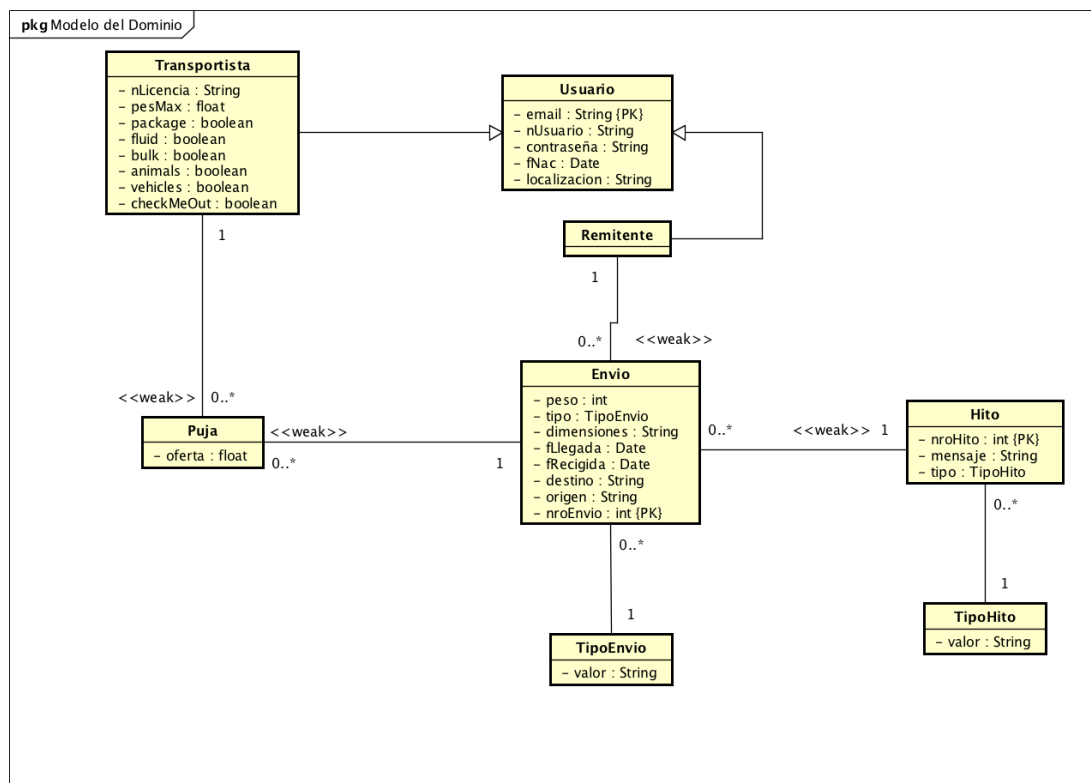 pkg Modelo del Dominio
Transportista
- nLicencia : String
- pesMax : float
- package : boolean
- fluid : boolean
- bulk : boolean
- animals : boolean
- vehicles : boolean
- checkMeOut : boolean
Usuario
- email : String {PK}
- nUsuario : String
- contraseña : String
- fNac : Date
- localizacion : String
1
Remitente
1
0..*
<<weak>>
<<weak>>
0..*
Puja
- oferta : float
<<weak>>
0..*
1
Envio
- peso : int
- tipo : TipoEnvio
- dimensiones : String
- fLlegada : Date
- fRecigida : Date
- destino : String
- origen : String
- nroEnvio : int {PK}
0..*
<<weak>>
1
Hito
- nroHito : int {PK}
- mensaje : String
- tipo : TipoHito
0..*
1
TipoHito
- valor : String
0..*
1
TipoEnvio
- valor : String